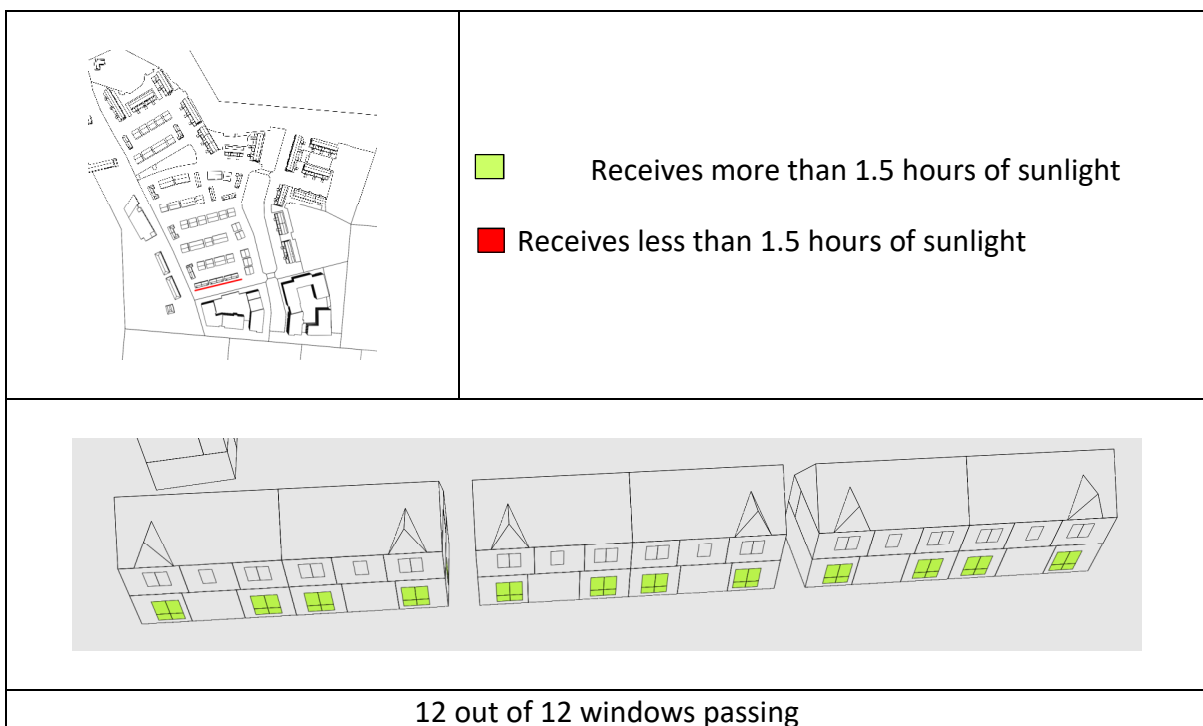 Receives more than 1.5 hours of sunlight
Receives less than 1.5 hours of sunlight
12 out of 12 windows passing